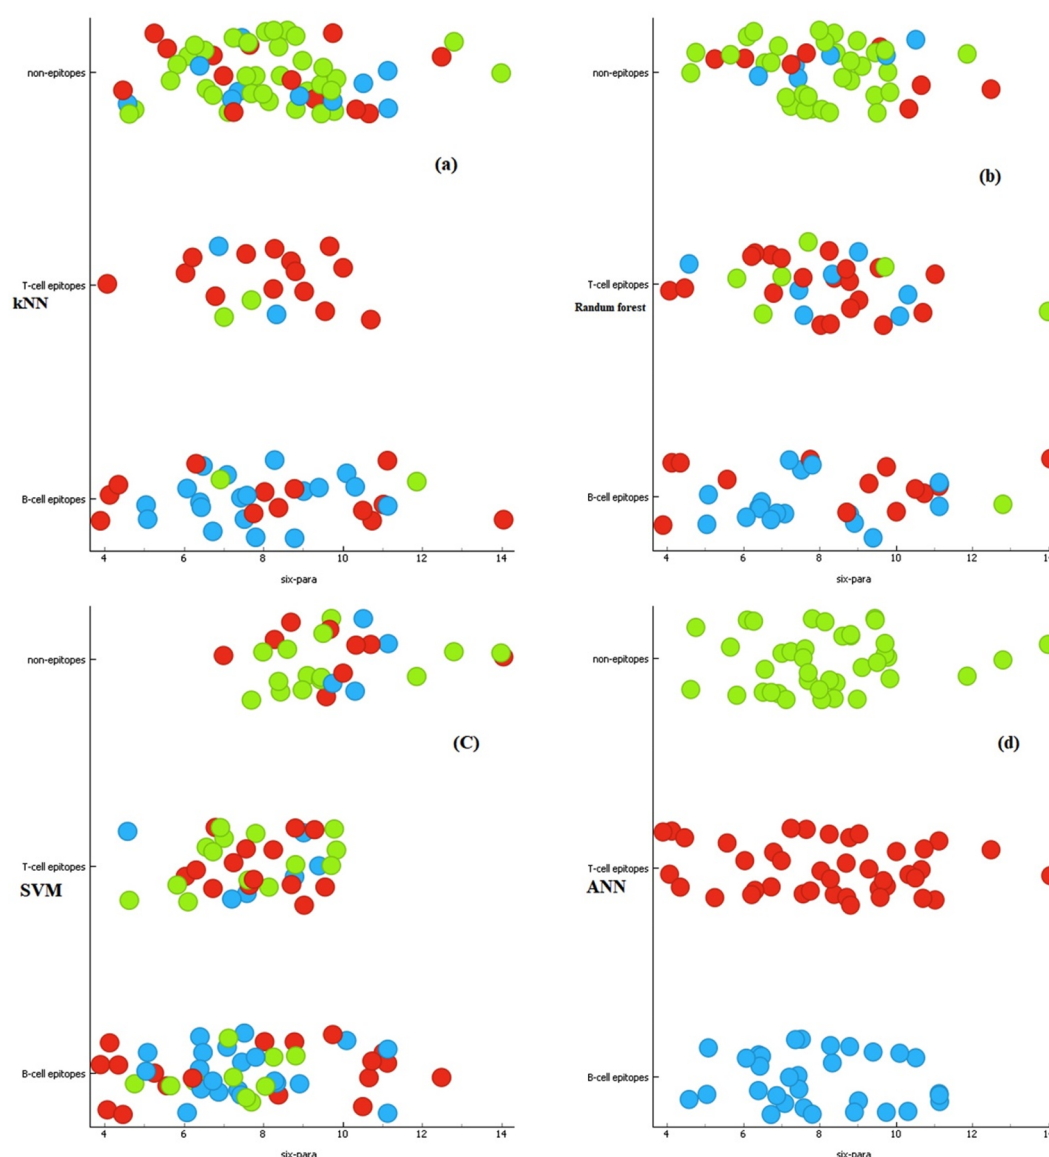 non-epitopes
(a)
T-cell epitopes
kNN
B-cell epitopes
4 6 8 10 12 14
six-para
non-epitopes
(b)
T-cell epitopes
Randum forest
B-cell epitopes
4 6 8 10 12 14
six-para
non-epitopes
(C)
T-cell epitopes
SVM
B-cell epitopes
4 6 8 10 12 14
six-para
non-epitopes
(d)
T-cell epitopes
ANN
B-cell epitopes
4 6 8 10 12 14
six-para